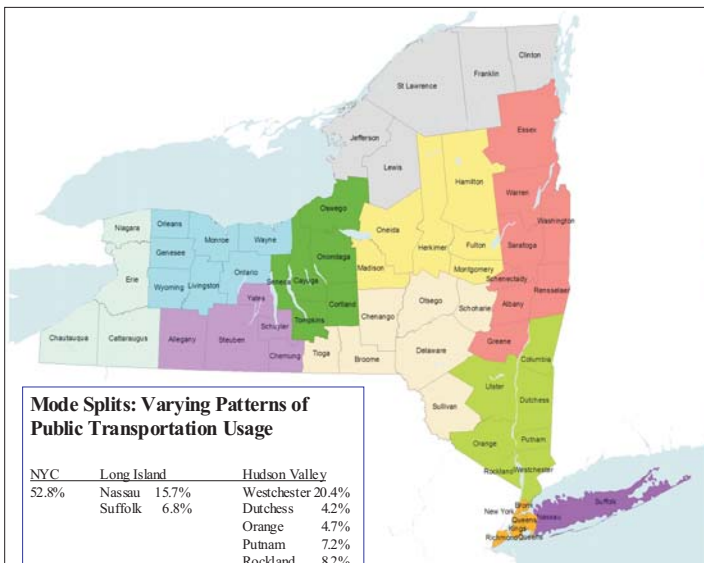 Clinton
Franklin
St Lawrence
Essex
Jefferson
Lewis
Hamilton
Warren
Oswego
Washington
Oneida
Niagara
Orleans
Monroe
Wayne
Herkimer
Fulton
Saratoga
Genesee
Onondaga
Madison
Montgomery
Erie
Ontario
Seneca
Cayuga
Schenectady
Wyoming
Livingston
Otsego
Rensselaer
Yates
Cortland
Schoharie
Albany
Chenango
Schuyler
Tompkins
Chautauqua
Cattaraugus
Allegany
Steuben
Greene
Columbia
Chemung
Tioga
Broome
Delaware
Ulster
Sullivan
Dutchess
Orange
Putnam
Rockland
Westchester
Bronx
New York
Queens
Nassau
Suffolk
Kings
Richmond
Queens
Mode Splits: Varying Patterns of
Public Transportation Usage
NYC Long Island Hudson Valley
52.8% Nassau 15.7% Westchester 20.4%
Suffolk 6.8% Dutchess 4.2%
Orange 4.7%
Putnam 7.2%
Rockland 8.2%